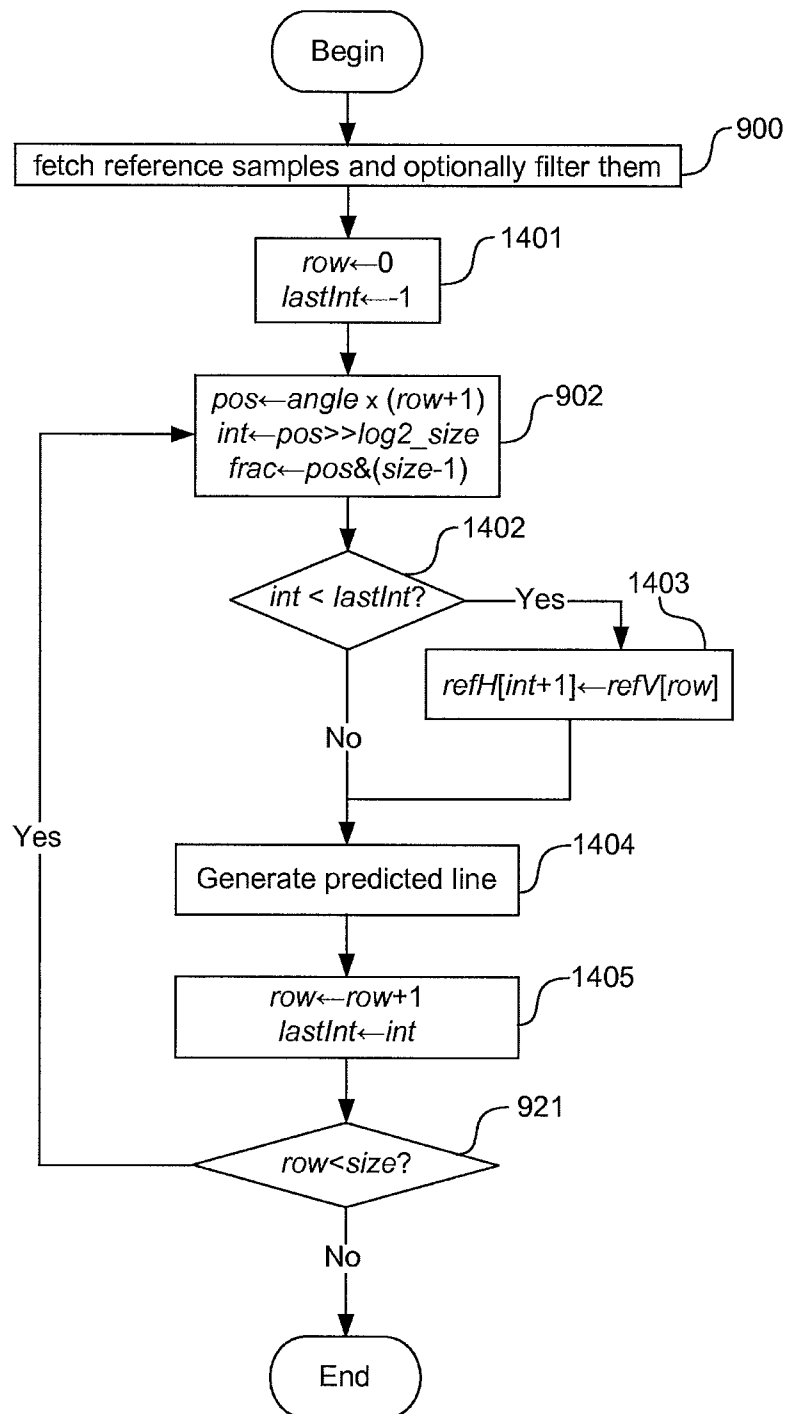 Begin
900
fetch reference samples and optionally filter them
1401
row←0
lastInt←-1
902
pos←angle x (row+1)
int←pos>>log2_size
frac←pos&(size-1)
1402
int < lastInt?
Yes
1403
refH[int+1]←refV[row]
No
Yes
1404
Generate predicted line
1405
row←row+1
lastInt←int
921
row<size?
No
End